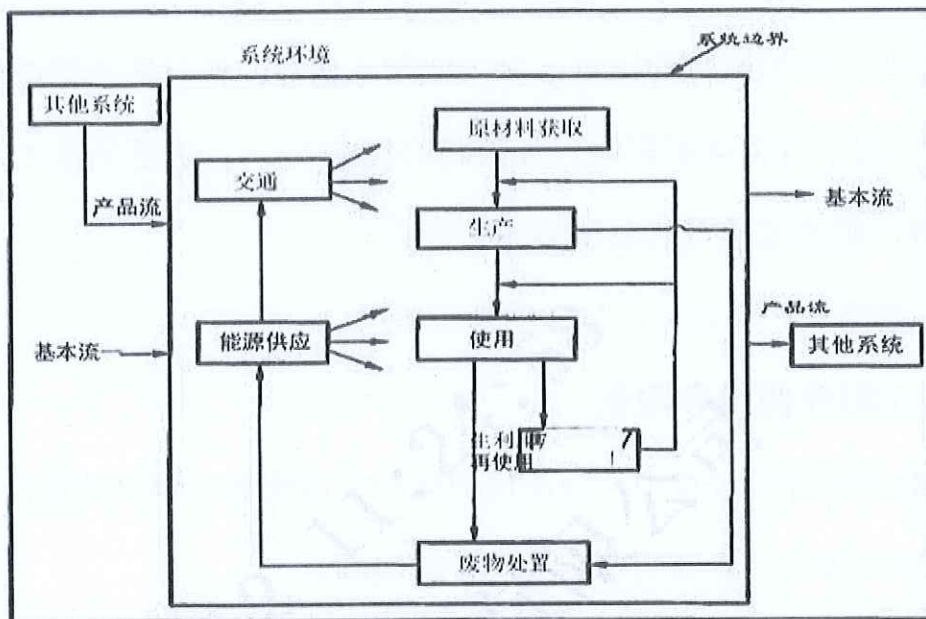 系统环境
系统边界
其他系统
原材料获取
交通
产品流
基本流
生产
产品流
能源供应
使用
基本流
其他系统
再使用
废物处置